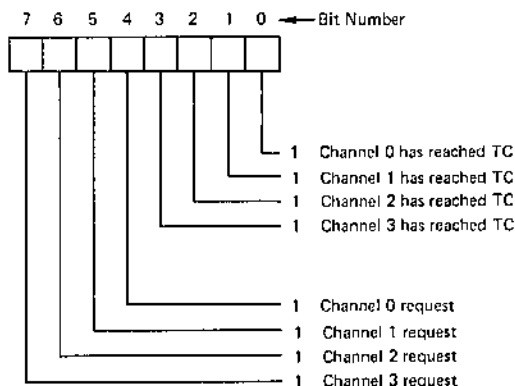 7 6 5 4 3 2 1 0 Bit Number
1 Channel 0 has reached TC
1 Channel 1 has reached TC
1 Channel 2 has reached TC
1 Channel 3 has reached TC
1 Channel 0 request
1 Channel 1 request
1 Channel 2 request
1 Channel 3 request